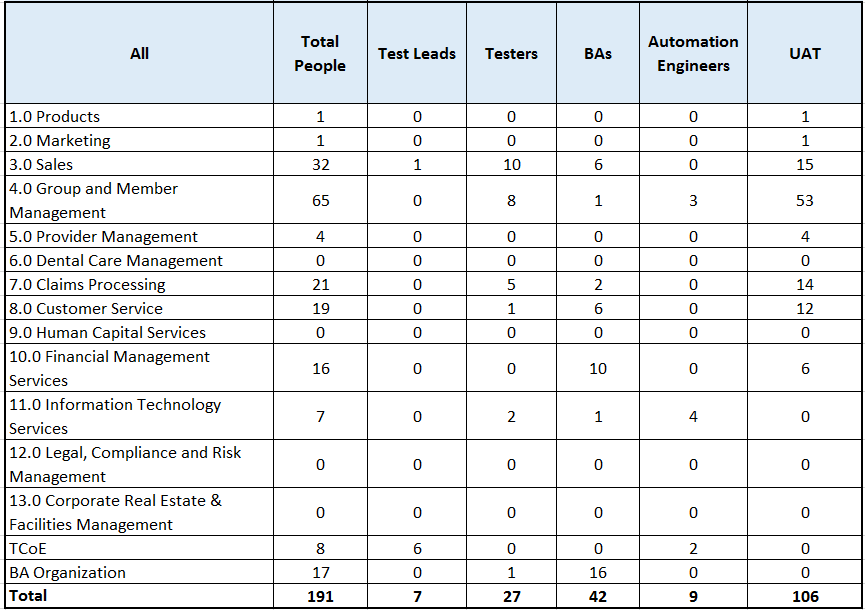 All Total People Test Leads Testers BAs Automation Engineers UAT
1.0 Products 1 0 0 0 0 1
2.0 Marketing 1 0 0 0 0 1
3.0 Sales 32 1 10 6 0 15
4.0 Group and Member
Management 65 0 8 1 3 53
5.0 Provider Management 4 0 0 0 0 4
6.0 Dental Care Management 0 0 0 0 0 0
7.0 Claims Processing 21 0 5 2 0 14
8.0 Customer Service 19 0 1 6 0 12
9.0 Human Capital Services 0 0 0 0 0 0
10.0 Financial Management
Services 16 0 0 10 0 6
11.0 Information Technology
Services 7 0 2 1 4 0
12.0 Legal, Compliance and Risk
Management 0 0 0 0 0 0
13.0 Corporate Real Estate &
Facilities Management 0 0 0 0 0 0
TCoE 8 6 0 0 2 0
BA Organization 17 0 1 16 0 0
Total 191 7 27 42 9 106